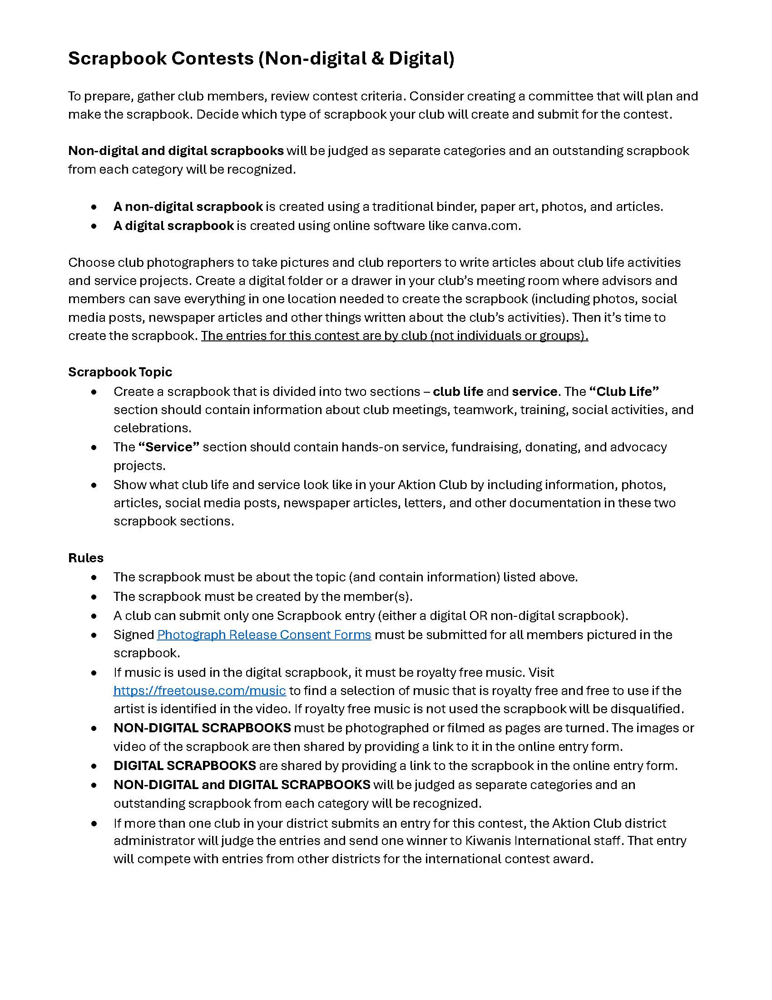 Scrapbook Contests (Non-digital & Digital)
To prepare, gather club members, review contest criteria. Consider creating a committee that will plan and
make the scrapbook. Decide which type of scrapbook your club will create and submit for the contest.
Non-digital and digital scrapbooks will be judged as separate categories and an outstanding scrapbook
from each category will be recognized.
• A non-digital scrapbook is created using a traditional binder, paper art, photos, and articles.
• A digital scrapbook is created using online software like canva.com.
Choose club photographers to take pictures and club reporters to write articles about club life activities
and service projects. Create a digital folder or a drawer in your club’s meeting room where advisors and
members can save everything in one location needed to create the scrapbook (including photos, social
media posts, newspaper articles and other things written about the club’s activities). Then it’s time to
create the scrapbook. The entries for this contest are by club (not individuals or groups).
Scrapbook Topic
• Create a scrapbook that is divided into two sections – club life and service. The “Club Life”
section should contain information about club meetings, teamwork, training, social activities, and
celebrations.
• The “Service” section should contain hands-on service, fundraising, donating, and advocacy
projects.
• Show what club life and service look like in your Aktion Club by including information, photos,
articles, social media posts, newspaper articles, letters, and other documentation in these two
scrapbook sections.
Rules
• The scrapbook must be about the topic (and contain information) listed above.
• The scrapbook must be created by the member(s).
• A club can submit only one Scrapbook entry (either a digital OR non-digital scrapbook).
• Signed Photograph Release Consent Forms must be submitted for all members pictured in the
scrapbook.
• If music is used in the digital scrapbook, it must be royalty free music. Visit
https://freetouse.com/music to find a selection of music that is royalty free and free to use if the
artist is identified in the video. If royalty free music is not used the scrapbook will be disqualified.
• NON-DIGITAL SCRAPBOOKS must be photographed or filmed as pages are turned. The images or
video of the scrapbook are then shared by providing a link to it in the online entry form.
• DIGITAL SCRAPBOOKS are shared by providing a link to the scrapbook in the online entry form.
• NON-DIGITAL and DIGITAL SCRAPBOOKS will be judged as separate categories and an
outstanding scrapbook from each category will be recognized.
• If more than one club in your district submits an entry for this contest, the Aktion Club district
administrator will judge the entries and send one winner to Kiwanis International staff. That entry
will compete with entries from other districts for the international contest award.